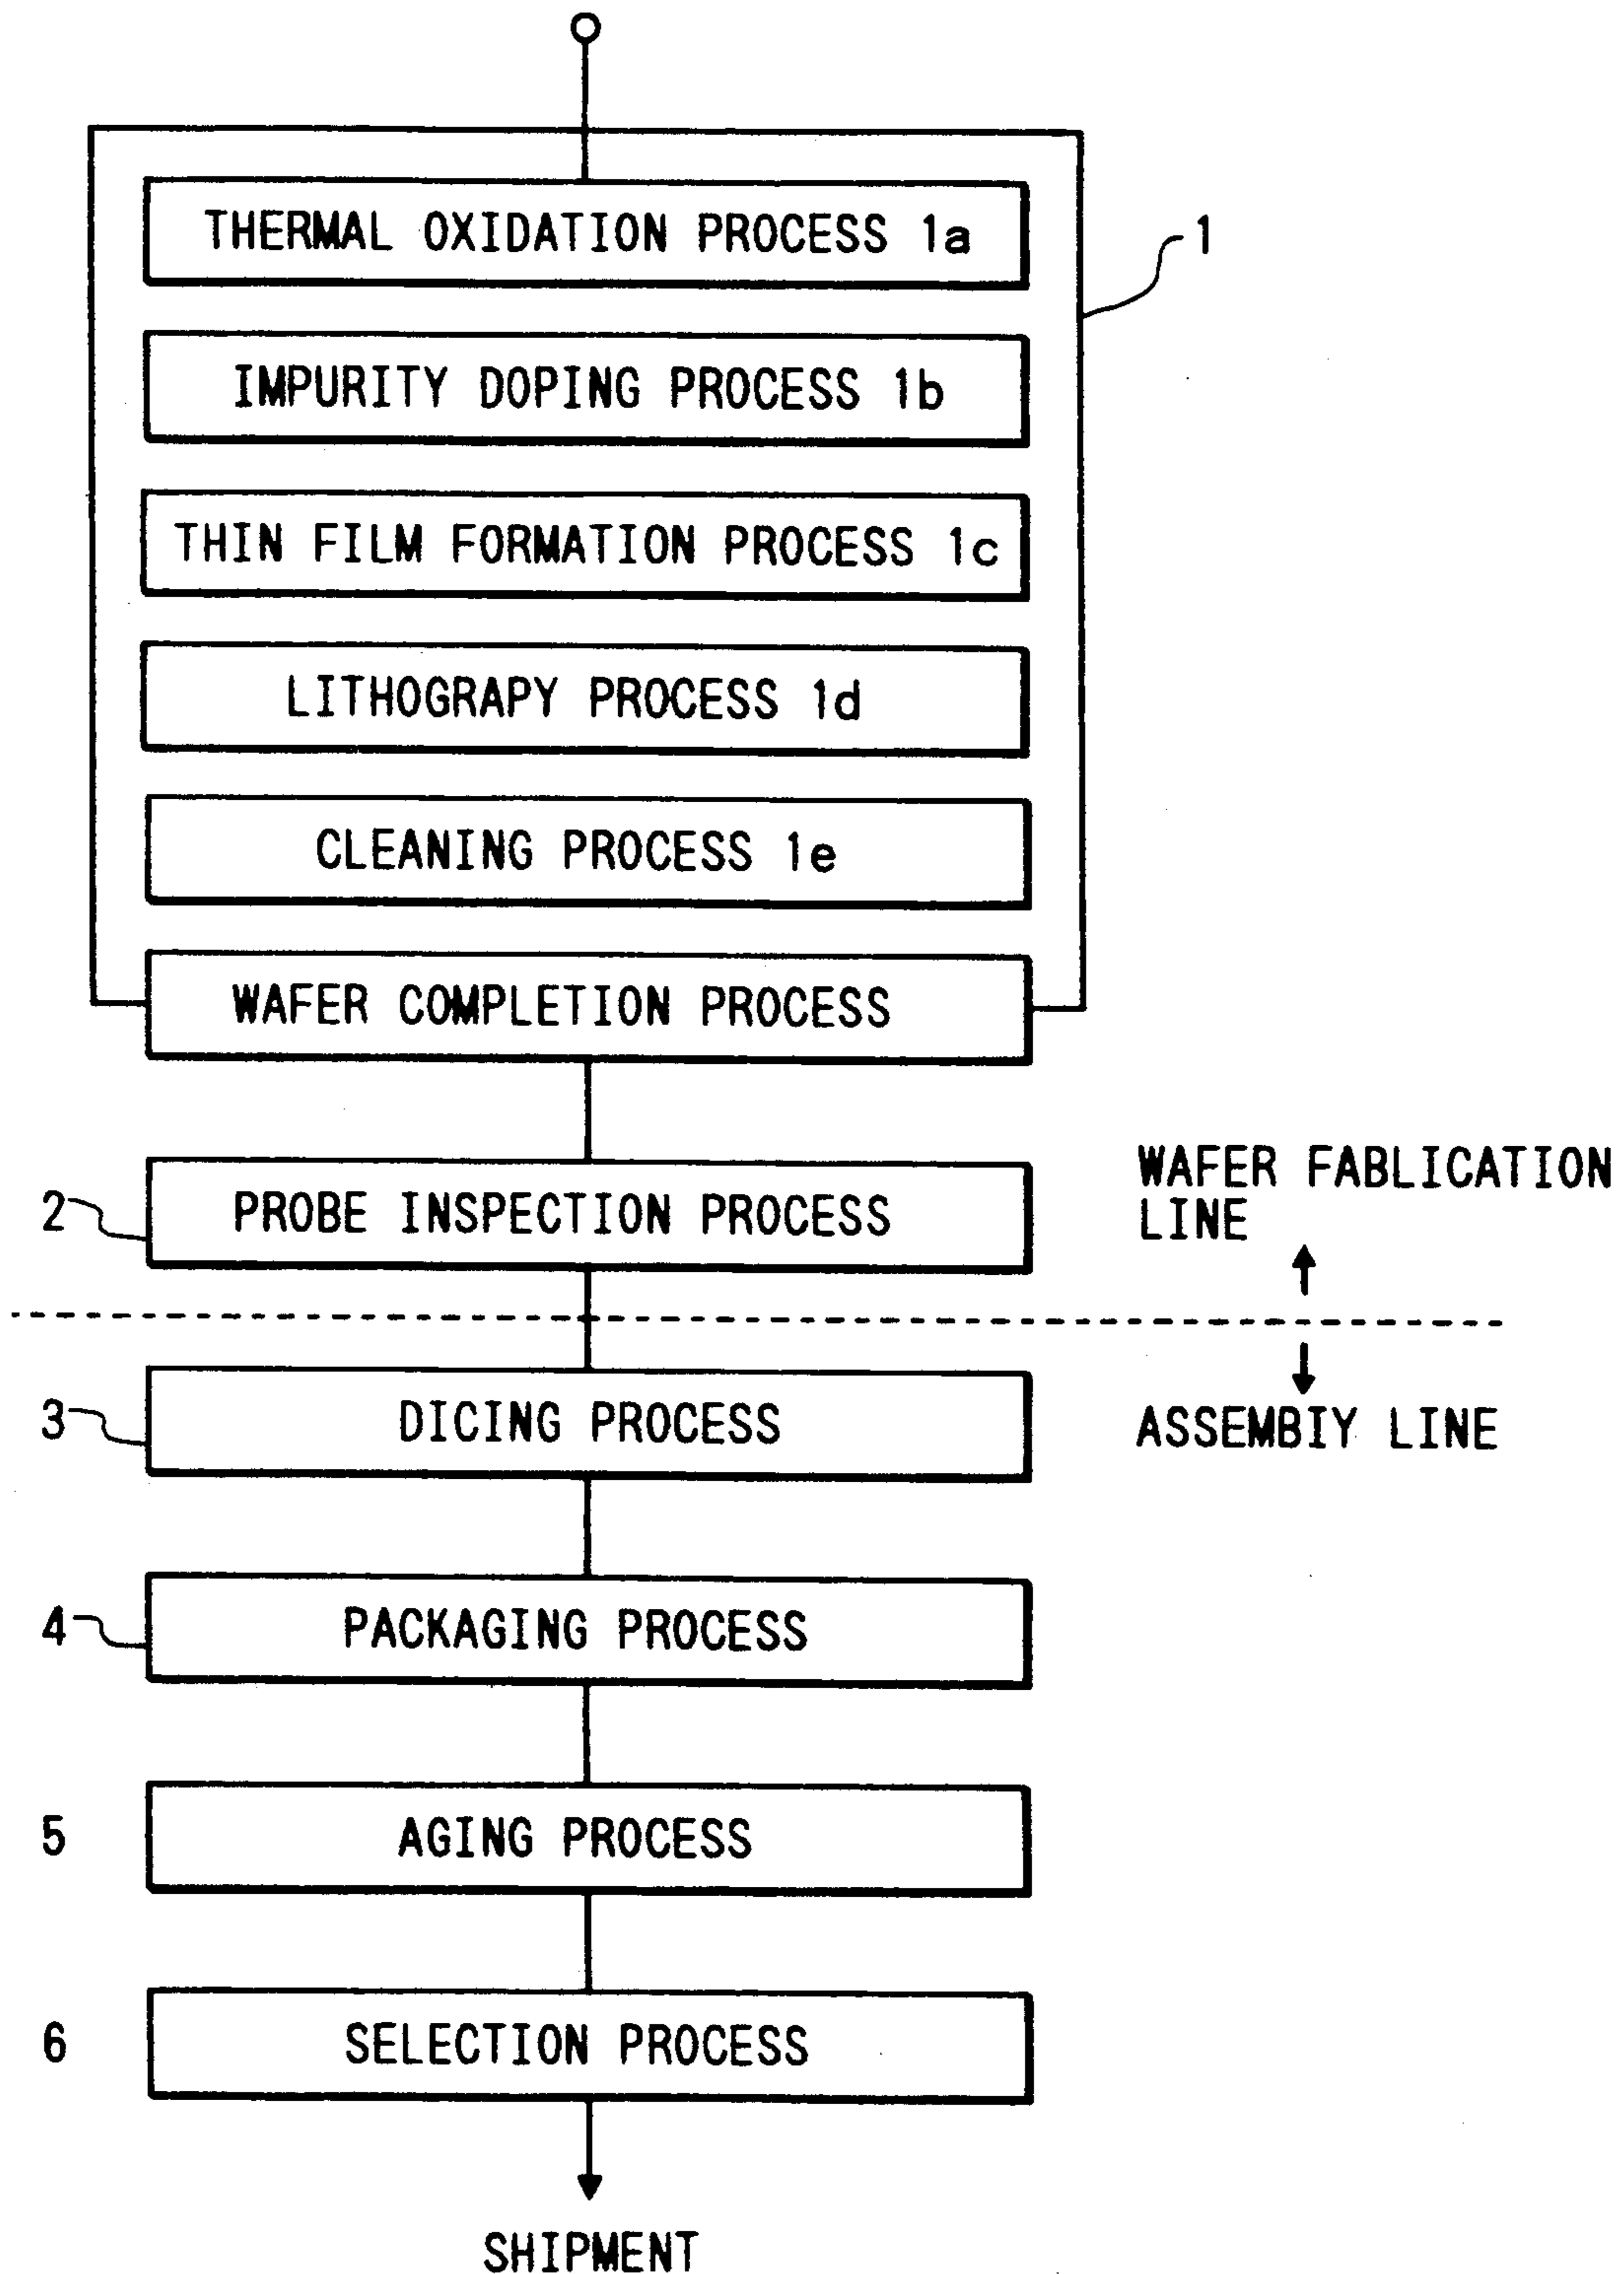 THERMAL OXIDATION PROCESS 1a
1
IMPURITY DOPING PROCESS 1b
THIN FILM FORMATION PROCESS 1c
LITHOGRAPY PROCESS 1d
CLEANING PROCESS 1e
WAFER COMPLETION PROCESS
2
PROBE INSPECTION PROCESS
WAFER FABLICATION
LINE
3
DICING PROCESS
ASSEMBIY LINE
4
PACKAGING PROCESS
5
AGING PROCESS
6
SELECTION PROCESS
SHIPMENT